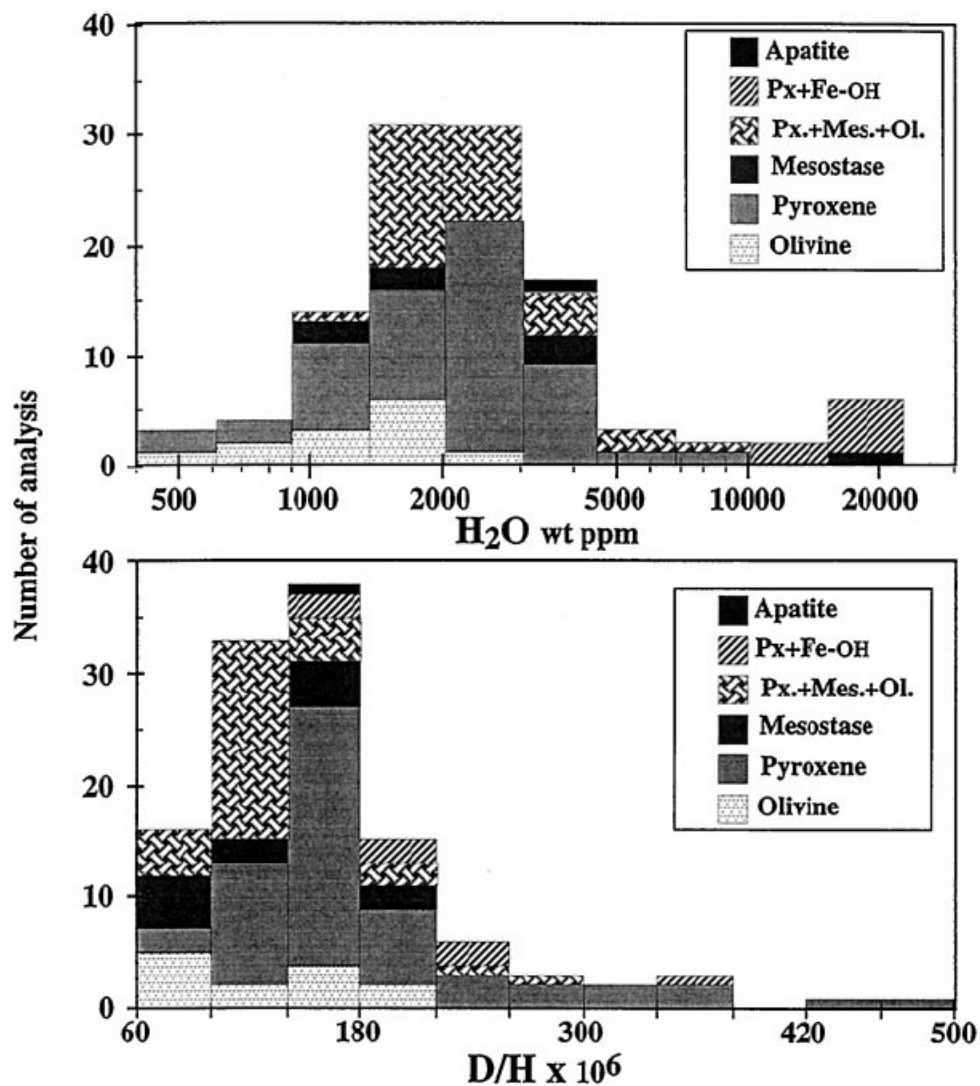 40
30
20
10
0
Apatite
Px+Fe-OH
Px.+Mes.+Ol.
Mesostase
Pyroxene
Olivine
500 1000 2000 5000 10000 20000
H₂O wt ppm
Number of analysis
40
30
20
10
0
Apatite
Px+Fe-OH
Px.+Mes.+Ol.
Mesostase
Pyroxene
Olivine
60 180 300 420 500
D/H x 10⁶